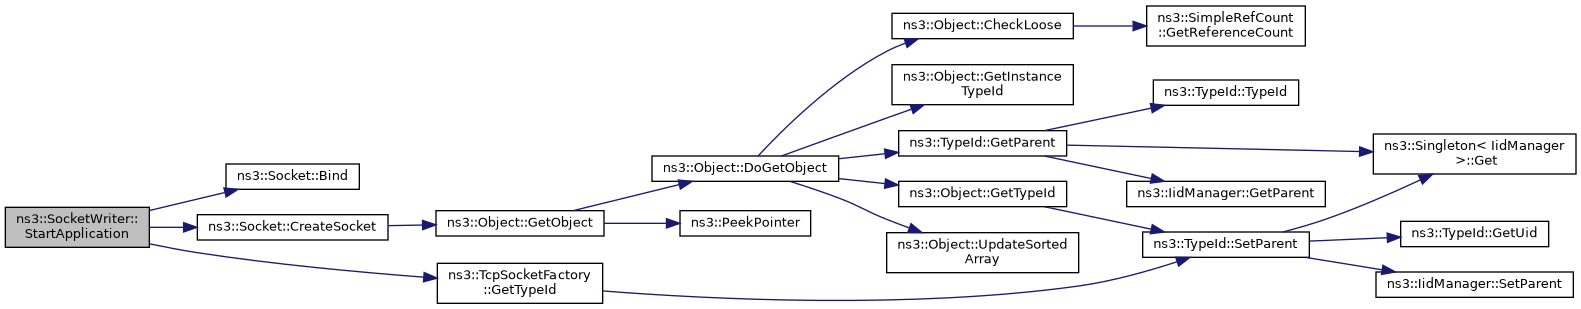 ns3::SocketWriter::
StartApplication
ns3::Socket::Bind
ns3::Socket::CreateSocket
ns3::TcpSocketFactory
::GetTypeId
ns3::Object::GetObject
ns3::Object::DoGetObject
ns3::PeekPointer
ns3::Object::CheckLoose
ns3::Object::GetInstance
TypeId
ns3::TypeId::GetParent
ns3::Object::GetTypeId
ns3::Object::UpdateSorted
Array
ns3::SimpleRefCount
::GetReferenceCount
ns3::TypeId::TypeId
ns3::IidManager::GetParent
ns3::TypeId::SetParent
ns3::Singleton< IidManager
>::Get
ns3::TypeId::GetUid
ns3::IidManager::SetParent